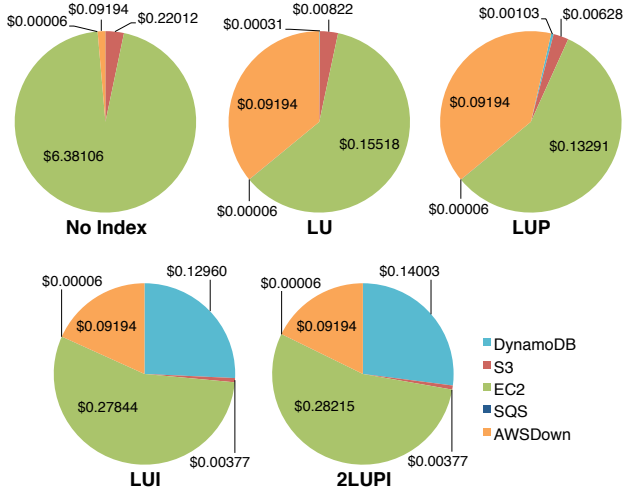 $0.09194
$0.00006
$0.22012
$6.38106
No Index
$0.00822
$0.00031
$0.09194
$0.15518
$0.00006
LU
$0.00103
$0.00628
$0.09194
$0.13291
$0.00006
LUP
$0.12960
$0.00006
$0.09194
$0.27844
$0.00377
LUI
$0.14003
$0.00006
$0.09194
$0.28215
$0.00377
2LUPI
DynamoDB
S3
EC2
SQS
AWSDown